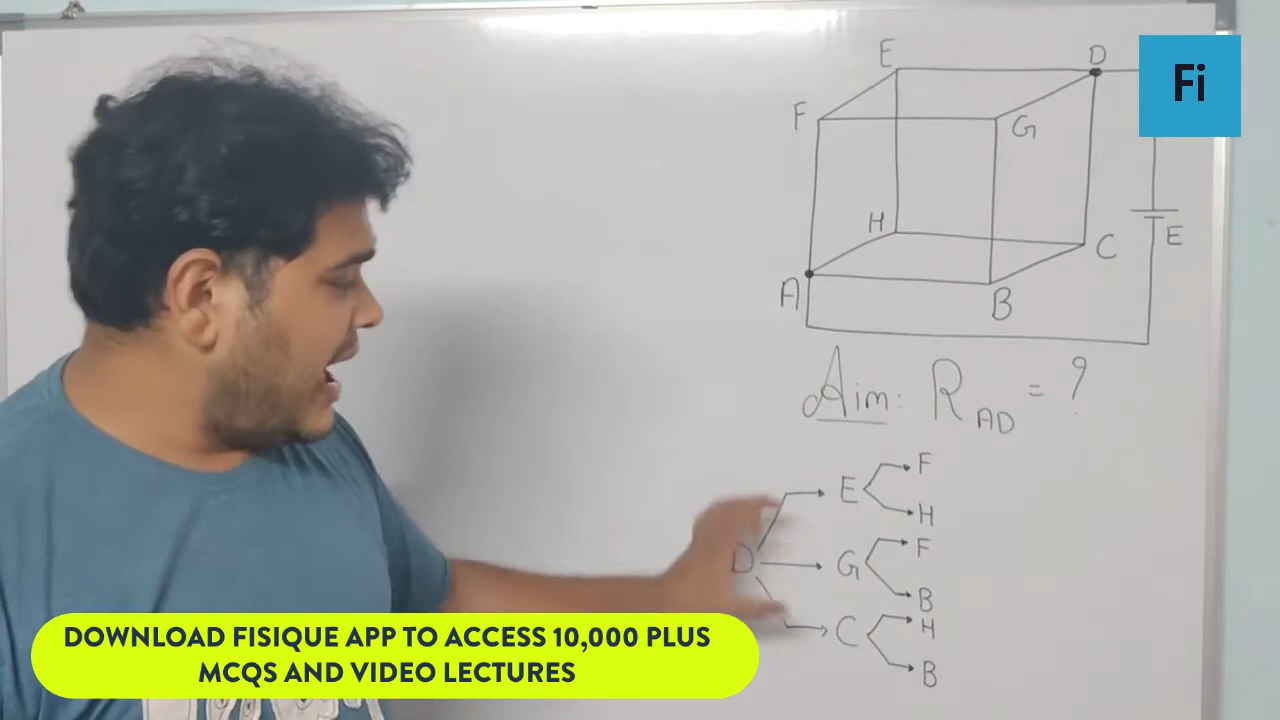 E
D
Fi
F
G
H
C
E
A
B
Aim: R_AD = ?
F
E
H
F
D
G
B
H
C
B
DOWNLOAD FISIQUE APP TO ACCESS 10,000 PLUS
MCQS AND VIDEO LECTURES